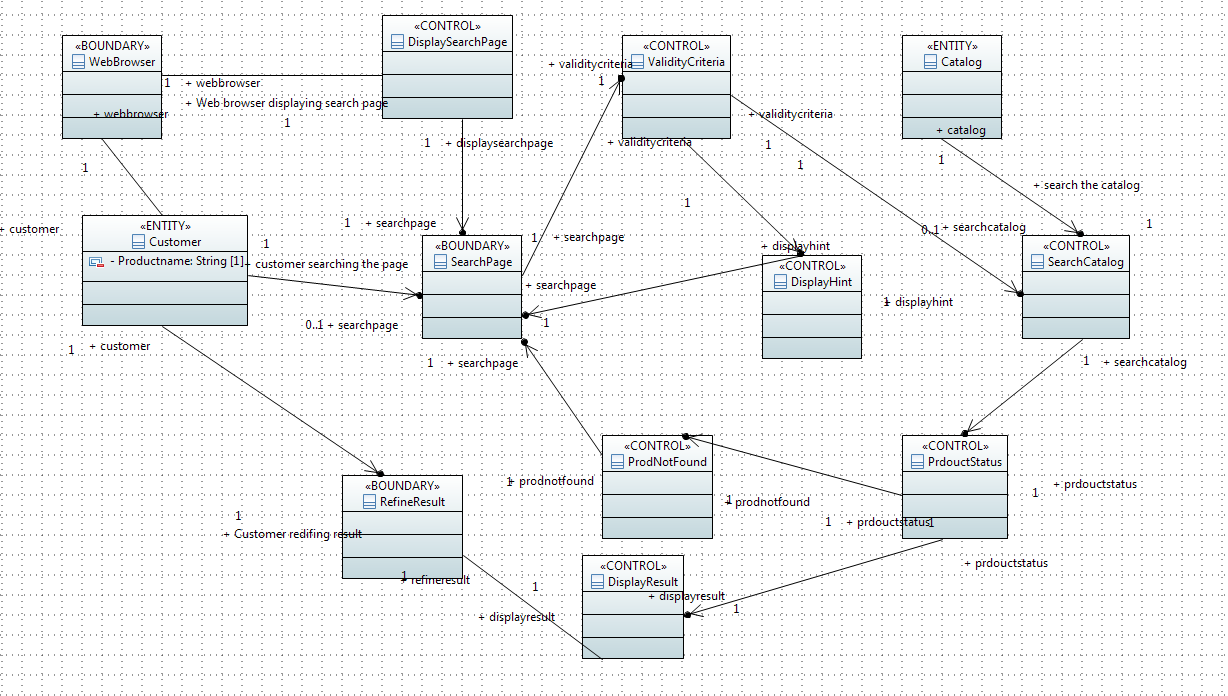 «CONTROL»
DisplaySearchPage
«BOUNDARY»
WebBrowser
«CONTROL»
ValidityCriteria
«ENTITY»
Catalog
+ validitycriteria
1
1 + webbrowser
+ Web browser displaying search page
1
+ webbrowser
+ validitycriteria
1
+ catalog
1
1 + displaysearchpage
+ validitycriteria
1
1
1
+ search the catalog
1
«ENTITY»
Customer
- Productname: String [1]
+ customer
1
+ customer searching the page
1 + searchpage
«BOUNDARY»
SearchPage
1 + searchpage
+ searchpage
1
+ displayhint
«CONTROL»
DisplayHint
1 + displayhint
0..1 + searchcatalog
«CONTROL»
SearchCatalog
0..1 + searchpage
1 + customer
1 + searchpage
1 + searchcatalog
«CONTROL»
ProdNotFound
«CONTROL»
PrdouctStatus
«BOUNDARY»
RefineResult
1 + prodnotfound
1 + prodnotfound
1 + prdouctstatus
1 + prdouctstatus
1
1
+ Customer redifing result
1 + refineresult
«CONTROL»
DisplayResult
+ prdouctstatus
1
+ displayresult
+ displayresult
1